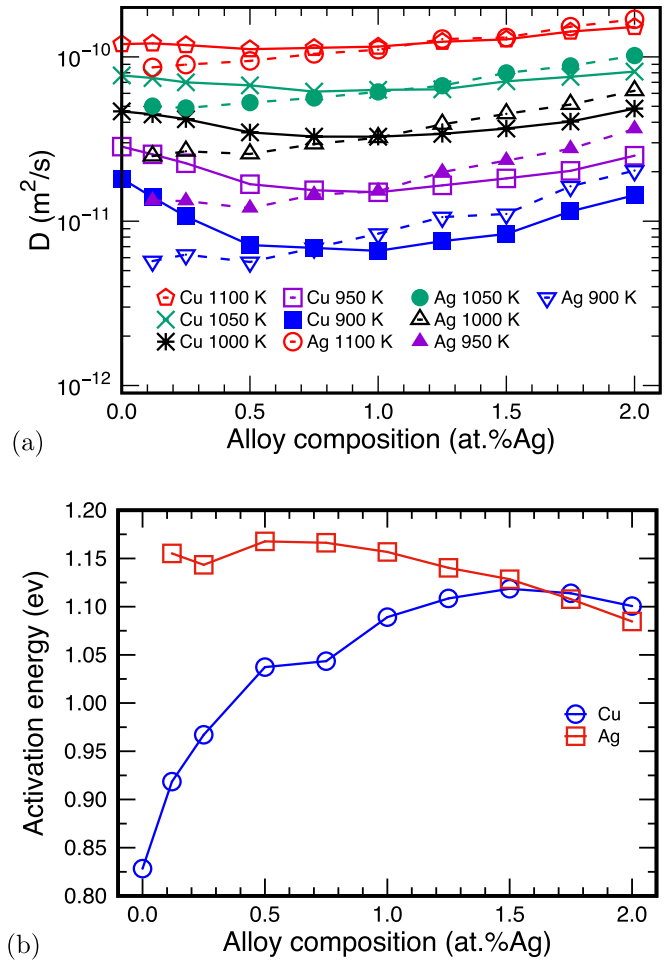 10⁻¹⁰
10⁻¹¹
10⁻¹²
D (m²/s)
Cu 1100 K Cu 950 K Ag 1050 K Ag 900 K
Cu 1050 K Cu 900 K Ag 1000 K
Cu 1000 K Ag 1100 K Ag 950 K
0.0 0.5 1.0 1.5 2.0
(a) Alloy composition (at.%Ag)
1.20
1.15
1.10
1.05
1.00
0.95
0.90
0.85
0.80
Activation energy (ev)
Cu
Ag
0.0 0.5 1.0 1.5 2.0
(b) Alloy composition (at.%Ag)